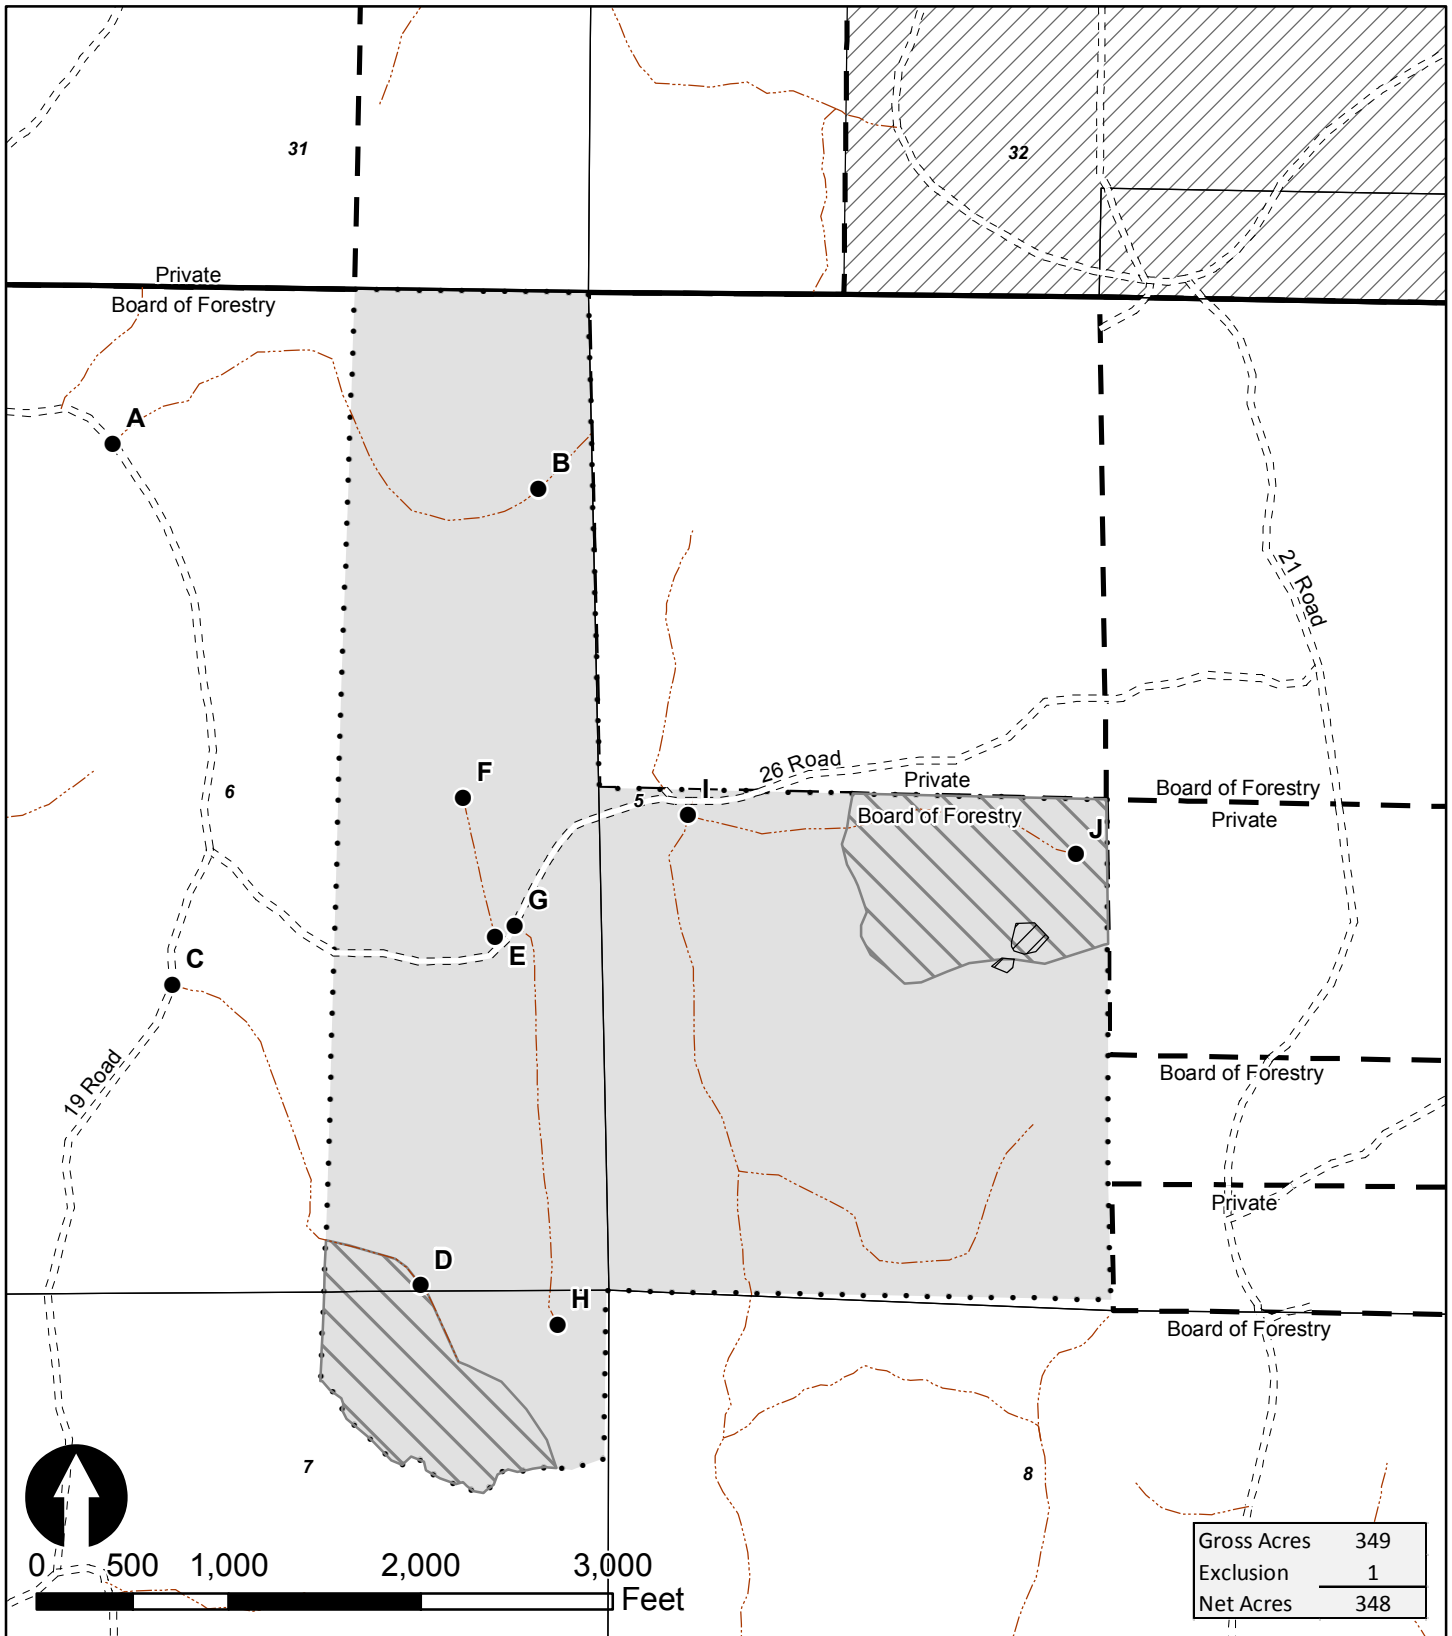 31
32
Private
Board of Forestry
A
B
21 Road
F
26 Road
Private
Board of Forestry
6
5
I
Board of Forestry
Private
J
G
E
C
Board of Forestry
19 Road
Private
D
H
Board of Forestry
7
8
0 500 1,000 2,000 3,000
Feet
Gross Acres 349
Exclusion 1
Net Acres 348